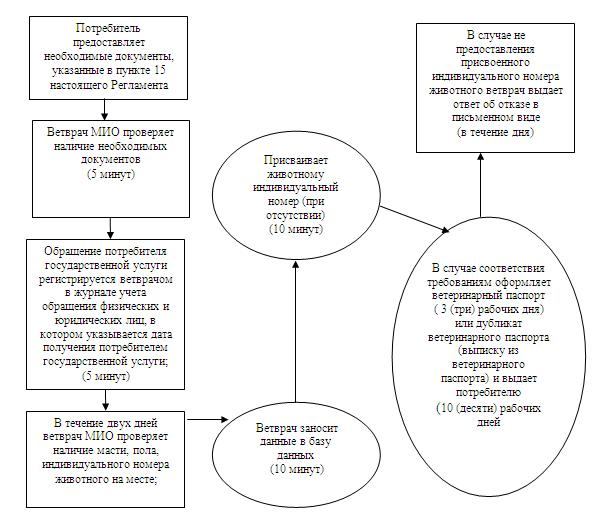 Потребитель
предоставляет
необходимые документы,
указанные в пункте 15
настоящего Регламента
Ветврач МИО проверяет
наличие необходимых
документов
(5 минут)
Обращение потребителя
государственной услуги
регистрируется ветврачом
в журнале учета
обращения физических и
юридических лиц, в
котором указывается дата
получения потребителем
государственной услуги;
(5 минут)
В течение двух дней
ветврач МИО проверяет
наличие масти, пола,
индивидуального номера
животного на месте;
Ветврач заносит
данные в базу
данных
(10 минут)
Присваивает
животному
индивидуальный
номер (при
отсутствии)
(10 минут)
В случае соответствия
требованиям оформляет
ветеринарный паспорт
( 3 (три) рабочих дня)
или дубликат
ветеринарного паспорта
(выписку из
ветеринарного
паспорта) и выдает
потребителю
(10 (десяти) рабочих
дней
В случае не
предоставления
присвоенного
индивидуального номера
животного ветврач выдает
ответ об отказе в
письменном виде
(в течение дня)